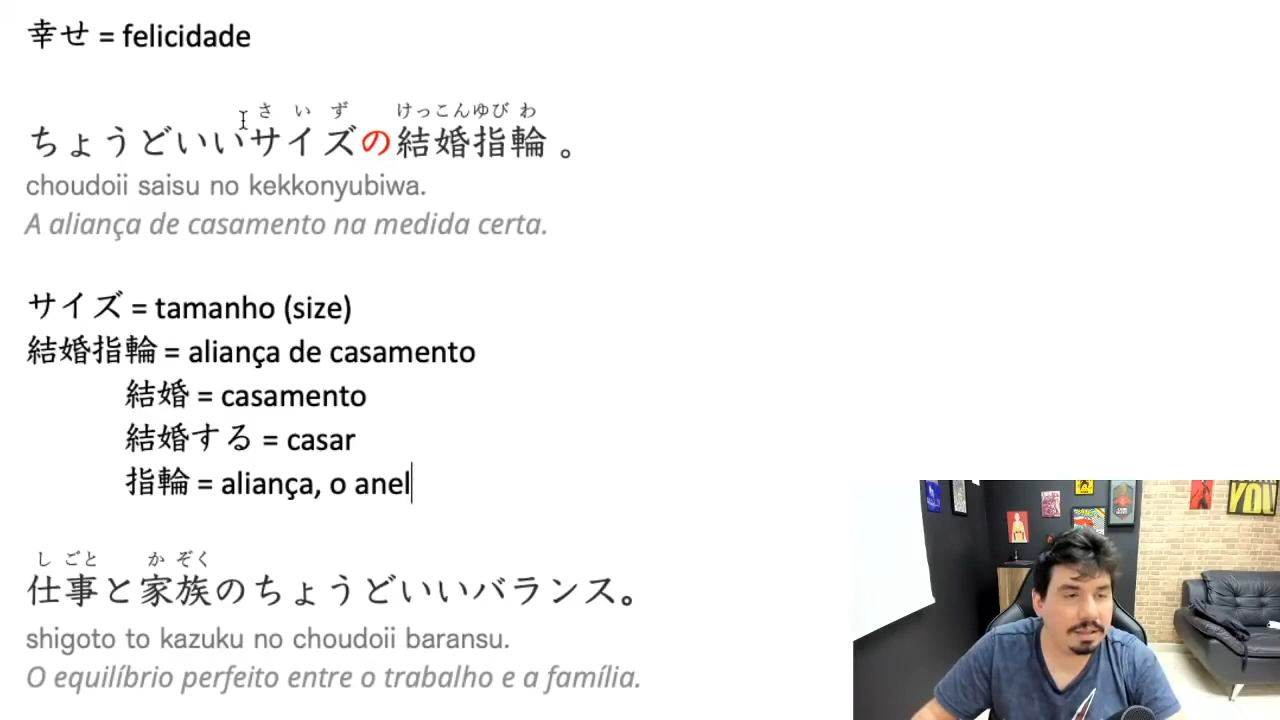 幸せ = felicidade
さいず けっこんゆびわ
ちょうどいいサイズの結婚指輪。
choudoii saisu no kekkonyubiwa.
A aliança de casamento na medida certa.
サイズ = tamanho (size)
結婚指輪 = aliança de casamento
結婚 = casamento
結婚する = casar
指輪 = aliança, o anel
しごと かぞく
仕事と家族のちょうどいいバランス。
shigoto to kazuku no choudoii baransu.
O equilíbrio perfeito entre o trabalho e a família.
YOU